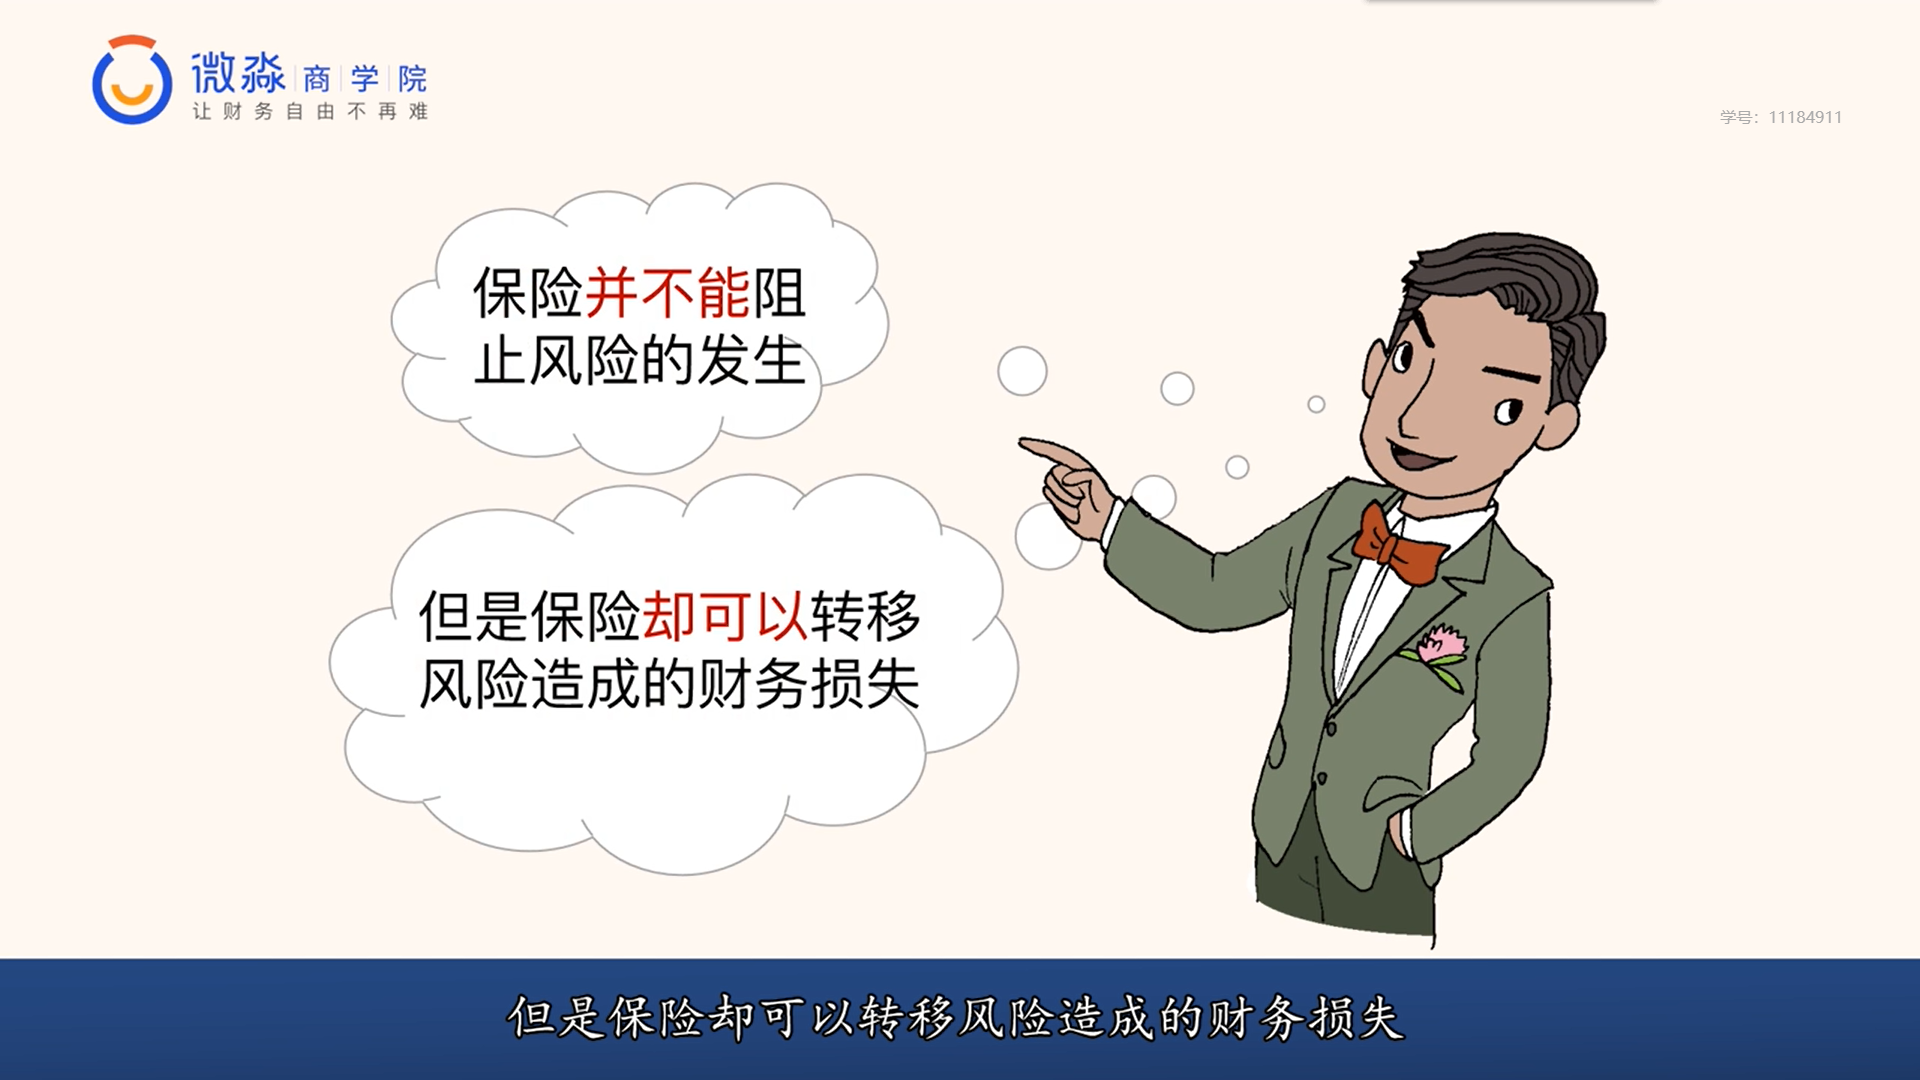 微淼商学院
让财务自由不再难
学号：11184911
保险并不能阻
止风险的发生
但是保险却可以转移
风险造成的财务损失
但是保险却可以转移风险造成的财务损失